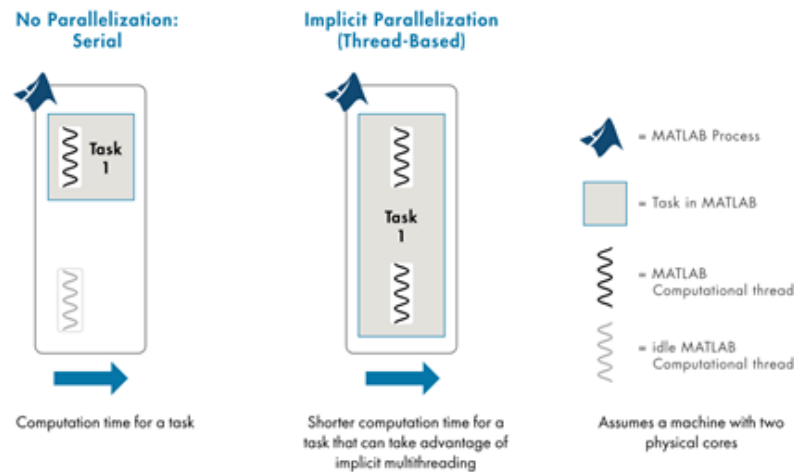 No Parallelization:
Serial
Task
1
Computation time for a task
Implicit Parallelization
(Thread-Based)
Task
1
Shorter computation time for a
task that can take advantage of
implicit multithreading
= MATLAB Process
= Task in MATLAB
= MATLAB
Computational thread
= idle MATLAB
Computational thread
Assumes a machine with two
physical cores